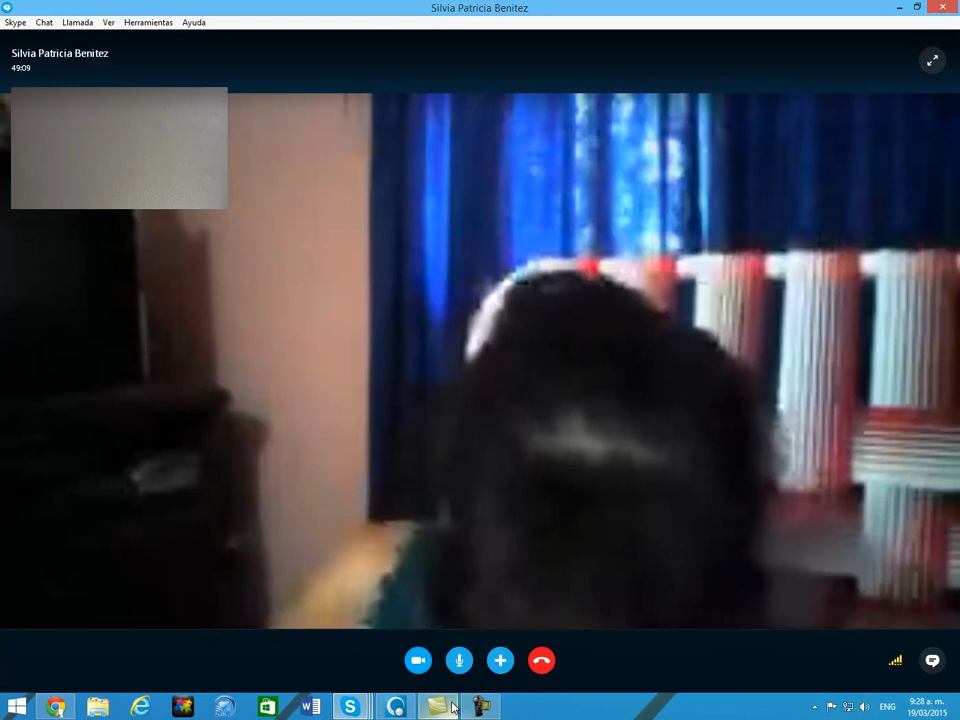 Silvia Patricia Benitez
Skype Chat Llamada Ver Herramientas Ayuda
Silvia Patricia Benitez
49:09
ENG
9:28 a. m.
19/03/2015